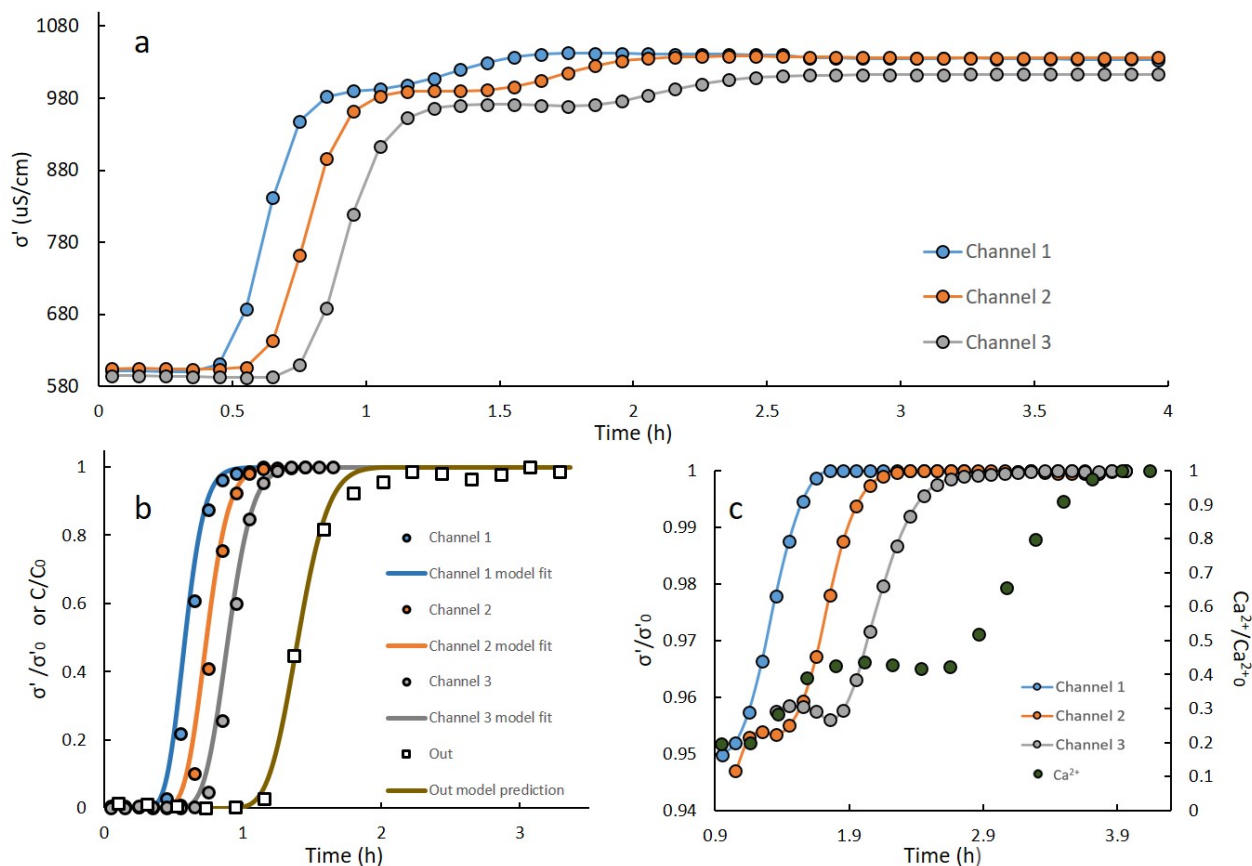 a
1080
980
880
780
680
580
σ' (uS/cm)
0 0.5 1 1.5 2 2.5 3 3.5 4
Time (h)
Channel 1
Channel 2
Channel 3
b
1
0.8
0.6
0.4
0.2
0
σ' /σ'₀ or C/C₀
0 1 2 3
Time (h)
Channel 1
Channel 1 model fit
Channel 2
Channel 2 model fit
Channel 3
Channel 3 model fit
Out
Out model prediction
c
1
0.99
0.98
0.97
0.96
0.95
0.94
σ'/σ'₀
0.9 1.9 2.9 3.9
Time (h)
1
0.9
0.8
0.7
0.6
0.5
0.4
0.3
0.2
0.1
0
Ca²⁺/Ca²⁺0
Channel 1
Channel 2
Channel 3
Ca²⁺